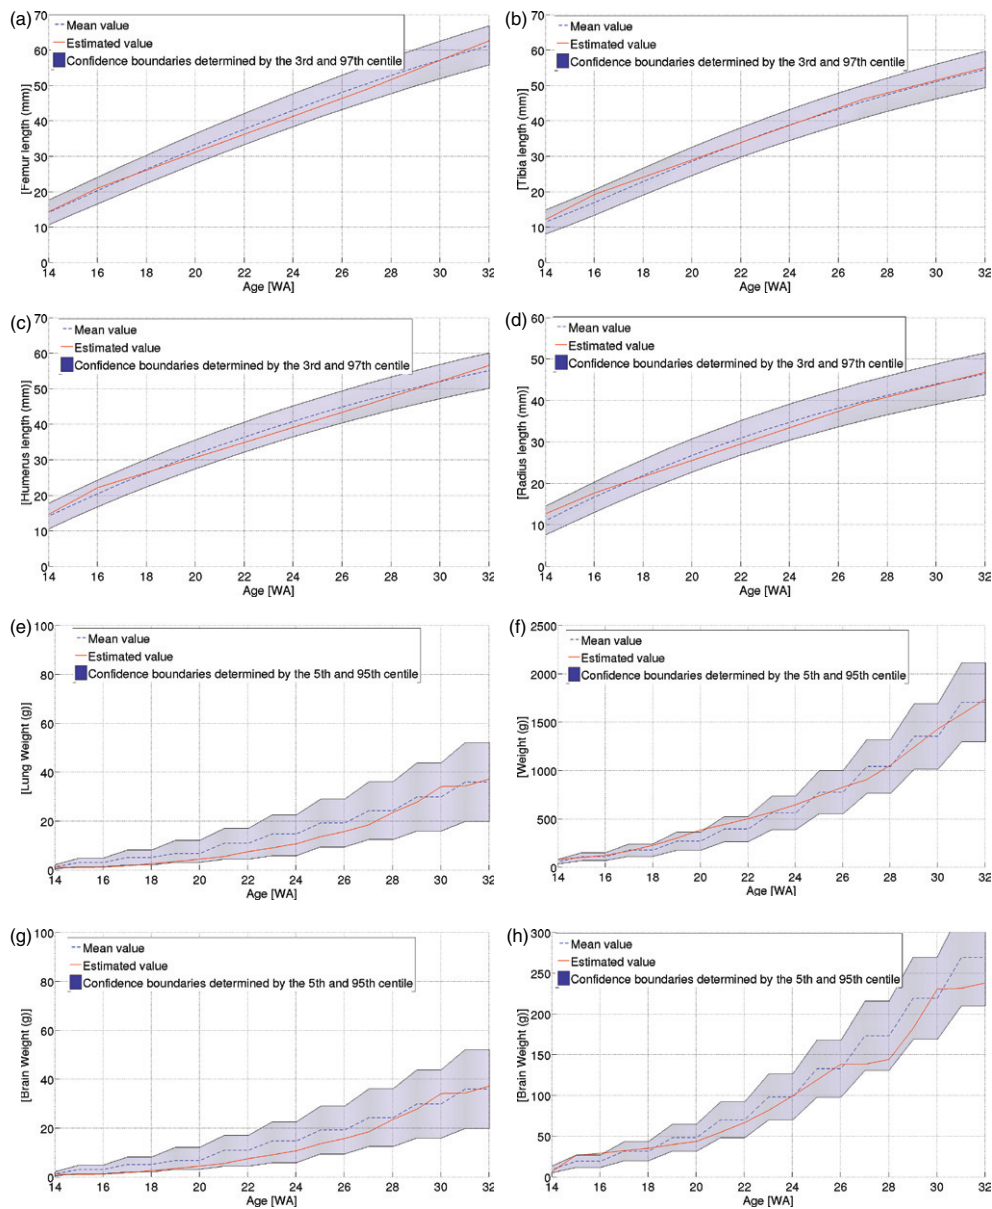 (a)
70
60
50
40
30
20
10
0
[Femur length (mm)]
Mean value
Estimated value
Confidence boundaries determined by the 3rd and 97th centile
14 16 18 20 22 24 26 28 30 32
Age [WA]
(b)
70
60
50
40
30
20
10
0
[Tibia length (mm)]
Mean value
Estimated value
Confidence boundaries determined by the 3rd and 97th centile
14 16 18 20 22 24 26 28 30 32
Age [WA]
(c)
70
60
50
40
30
20
10
0
[Humerus length (mm)]
Mean value
Estimated value
Confidence boundaries determined by the 3rd and 97th centile
14 16 18 20 22 24 26 28 30 32
Age [WA]
(d)
60
50
40
30
20
10
0
[Radius length (mm)]
Mean value
Estimated value
Confidence boundaries determined by the 3rd and 97th centile
14 16 18 20 22 24 26 28 30 32
Age [WA]
(e)
100
80
60
40
20
0
[Lung Weight (g)]
Mean value
Estimated value
Confidence boundaries determined by the 5th and 95th centile
14 16 18 20 22 24 26 28 30 32
Age [WA]
(f)
2500
2000
1500
1000
500
0
[Weight (g)]
Mean value
Estimated value
Confidence boundaries determined by the 5th and 95th centile
14 16 18 20 22 24 26 28 30 32
Age [WA]
(g)
100
80
60
40
20
0
[Brain Weight (g)]
Mean value
Estimated value
Confidence boundaries determined by the 5th and 95th centile
14 16 18 20 22 24 26 28 30 32
Age [WA]
(h)
300
250
200
150
100
50
0
[Brain Weight (g)]
Mean value
Estimated value
Confidence boundaries determined by the 5th and 95th centile
14 16 18 20 22 24 26 28 30 32
Age [WA]